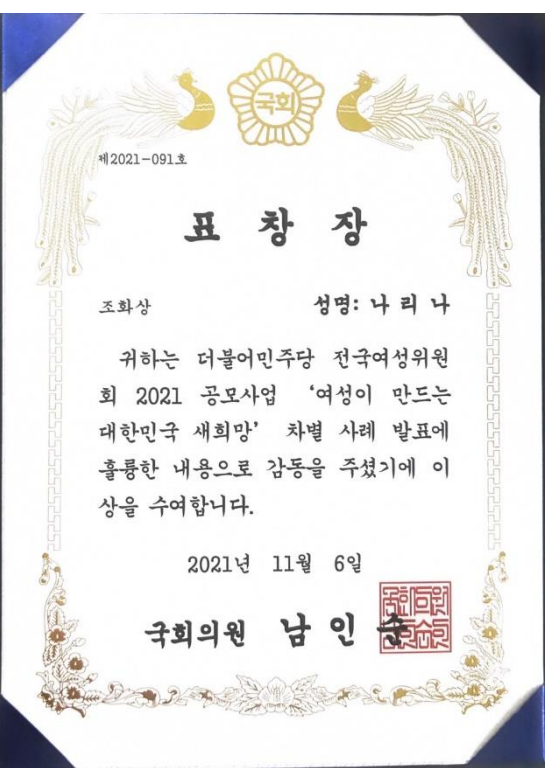 국회
제2021-091호
표 창 장
조화상
성명: 나 리 나
귀하는 더불어민주당 전국여성위원
회 2021 공모사업 '여성이 만드는
대한민국 새희망' 차별 사례 발표에
훌륭한 내용으로 감동을 주셨기에 이
상을 수여합니다.
2021년 11월 6일
국회의원 남 인 순